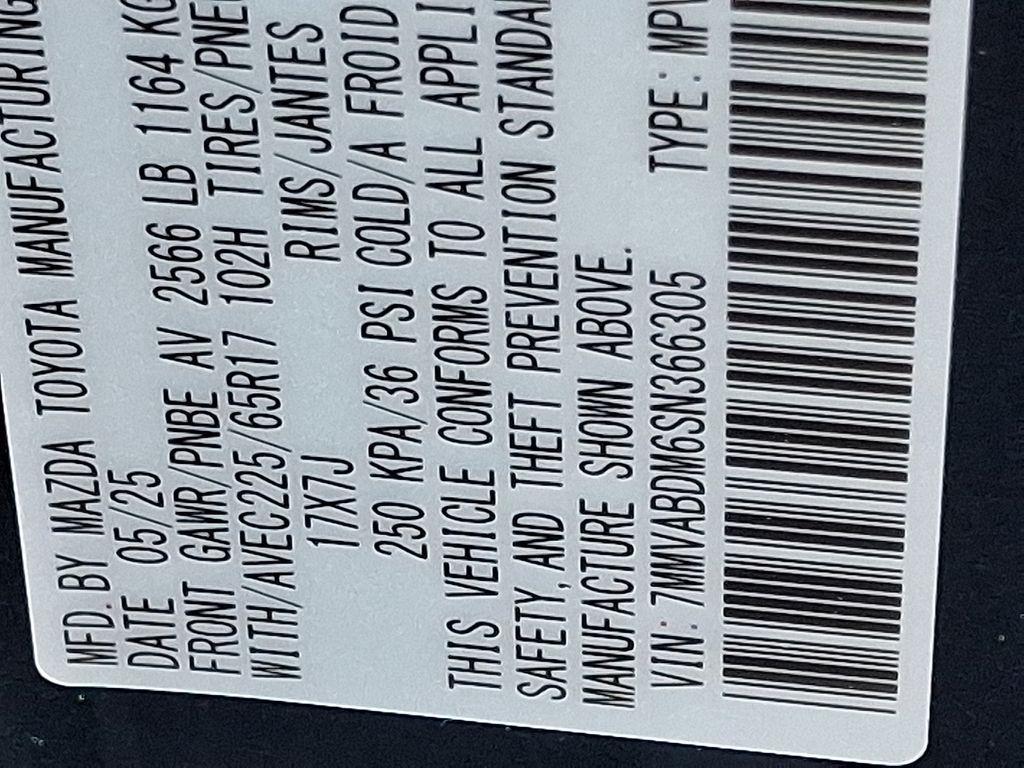 MFD.BY MAZDA TOYOTA MANUFACTURING
DATE 05/25
FRONT GAWR/PNBE AV 2566 LB 1164 KG
WITH/AVEC225/65R17 102H TIRES/PNEU
17X7J RIMS/JANTES
250 KPA/36 PSI COLD/A FROID
THIS VEHICLE CONFORMS TO ALL APPLI
SAFETY,AND THEFT PREVENTION STANDA
MANUFACTURE SHOWN ABOVE.
VIN:7MMVABDM6SN366305 TYPE:MPV